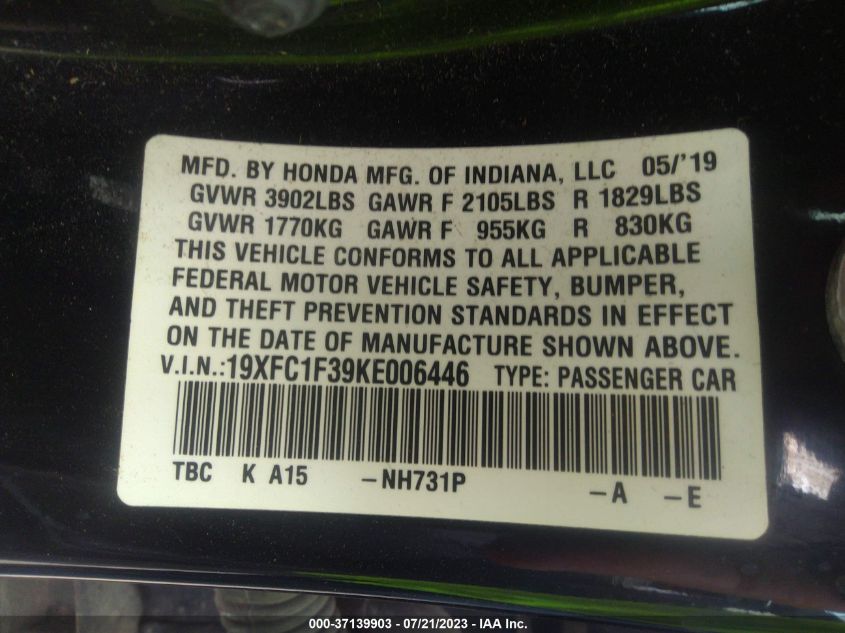 MFD. BY HONDA MFG. OF INDIANA, LLC 05/'19
GVWR 3902LBS GAWR F 2105LBS R 1829LBS
GVWR 1770KG GAWR F 955KG R 830KG
THIS VEHICLE CONFORMS TO ALL APPLICABLE
FEDERAL MOTOR VEHICLE SAFETY, BUMPER,
AND THEFT PREVENTION STANDARDS IN EFFECT
ON THE DATE OF MANUFACTURE SHOWN ABOVE.
V.I.N.:19XFC1F39KE006446 TYPE: PASSENGER CAR
TBC K A15 -NH731P -A -E
000-37139903 - 07/21/2023 - IAA Inc.